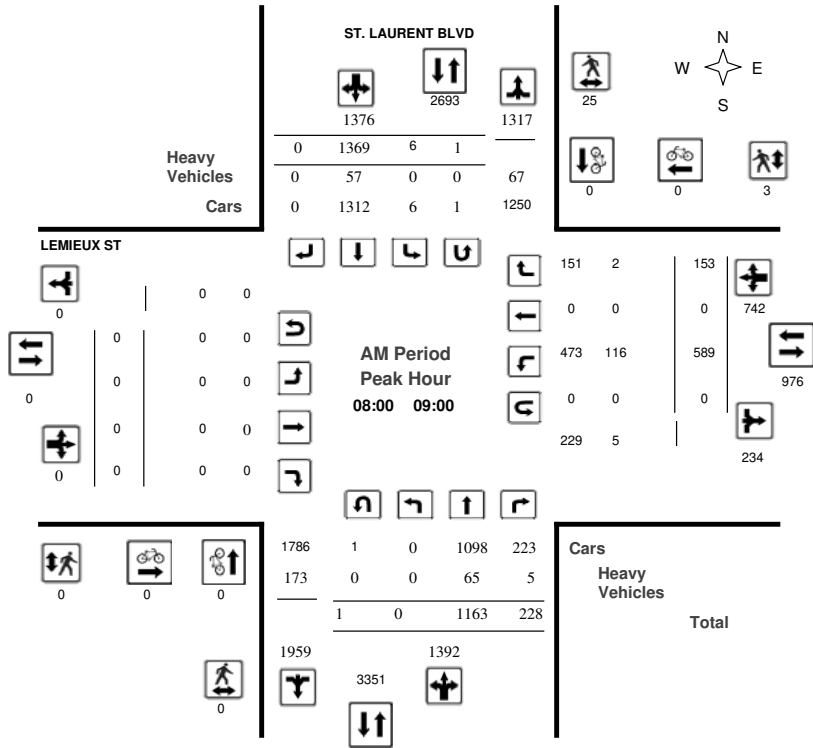 ST. LAURENT BLVD
N
W E
S
2693
25
1376 1317
0 1369 6 1
Heavy
Vehicles
0 57 0 0 67
0 0 3
Cars 0 1312 6 1 1250
LEMIEUX ST
151 2 153
0 0 0
0 0 0 742
0 0 0
AM Period
473 116 589
Peak Hour
0 0 0 976
0
08:00 09:00
0 0 0
0 0 0
229 5
0 0 0 0 234
1786 1 0 1098 223 Cars
173 0 0 65 5 Heavy
Vehicles
0 0 0
1 0 1163 228 Total
1959 1392
3351
0